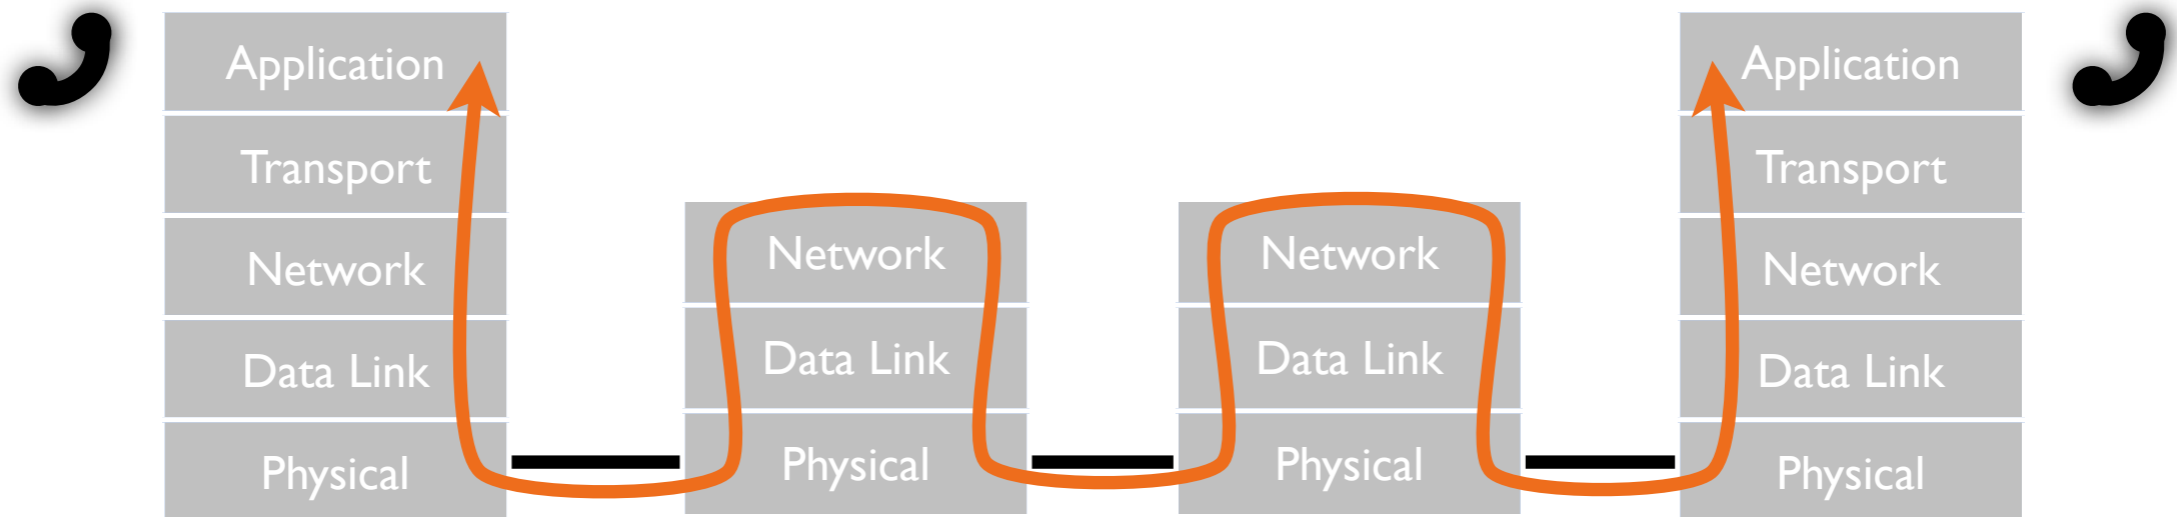 Application
Transport
Network
Data Link
Physical
Network
Data Link
Physical
Network
Data Link
Physical
Application
Transport
Network
Data Link
Physical